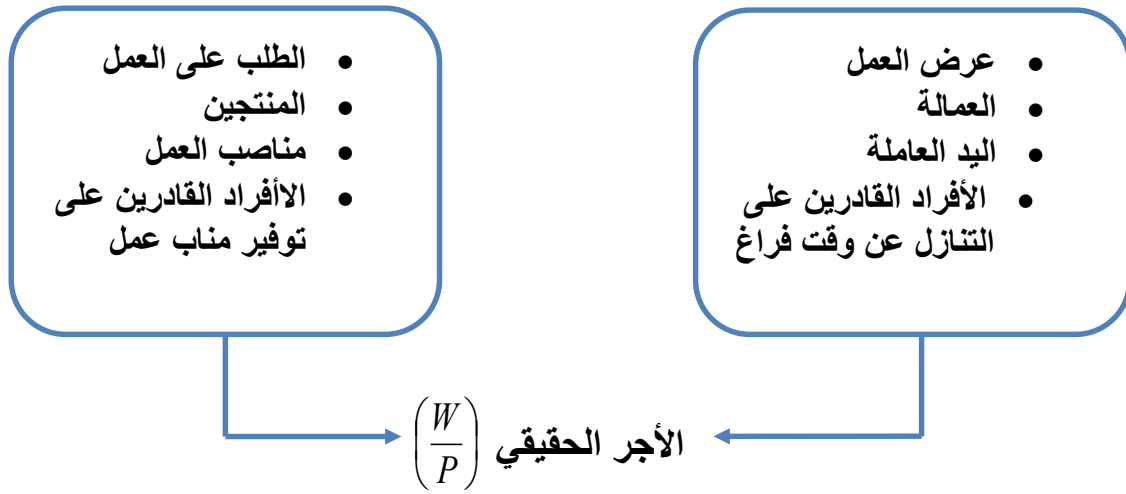 • عرض العمل
• العمالة
• اليد العاملة
• الأفراد القادرين على
التنازل عن وقت فراغ
• الطلب على العمل
• المنتجين
• مناصب العمل
• الاأفراد القادرين على
توفير مناب عمل
الأجر الحقيقي (W/P)